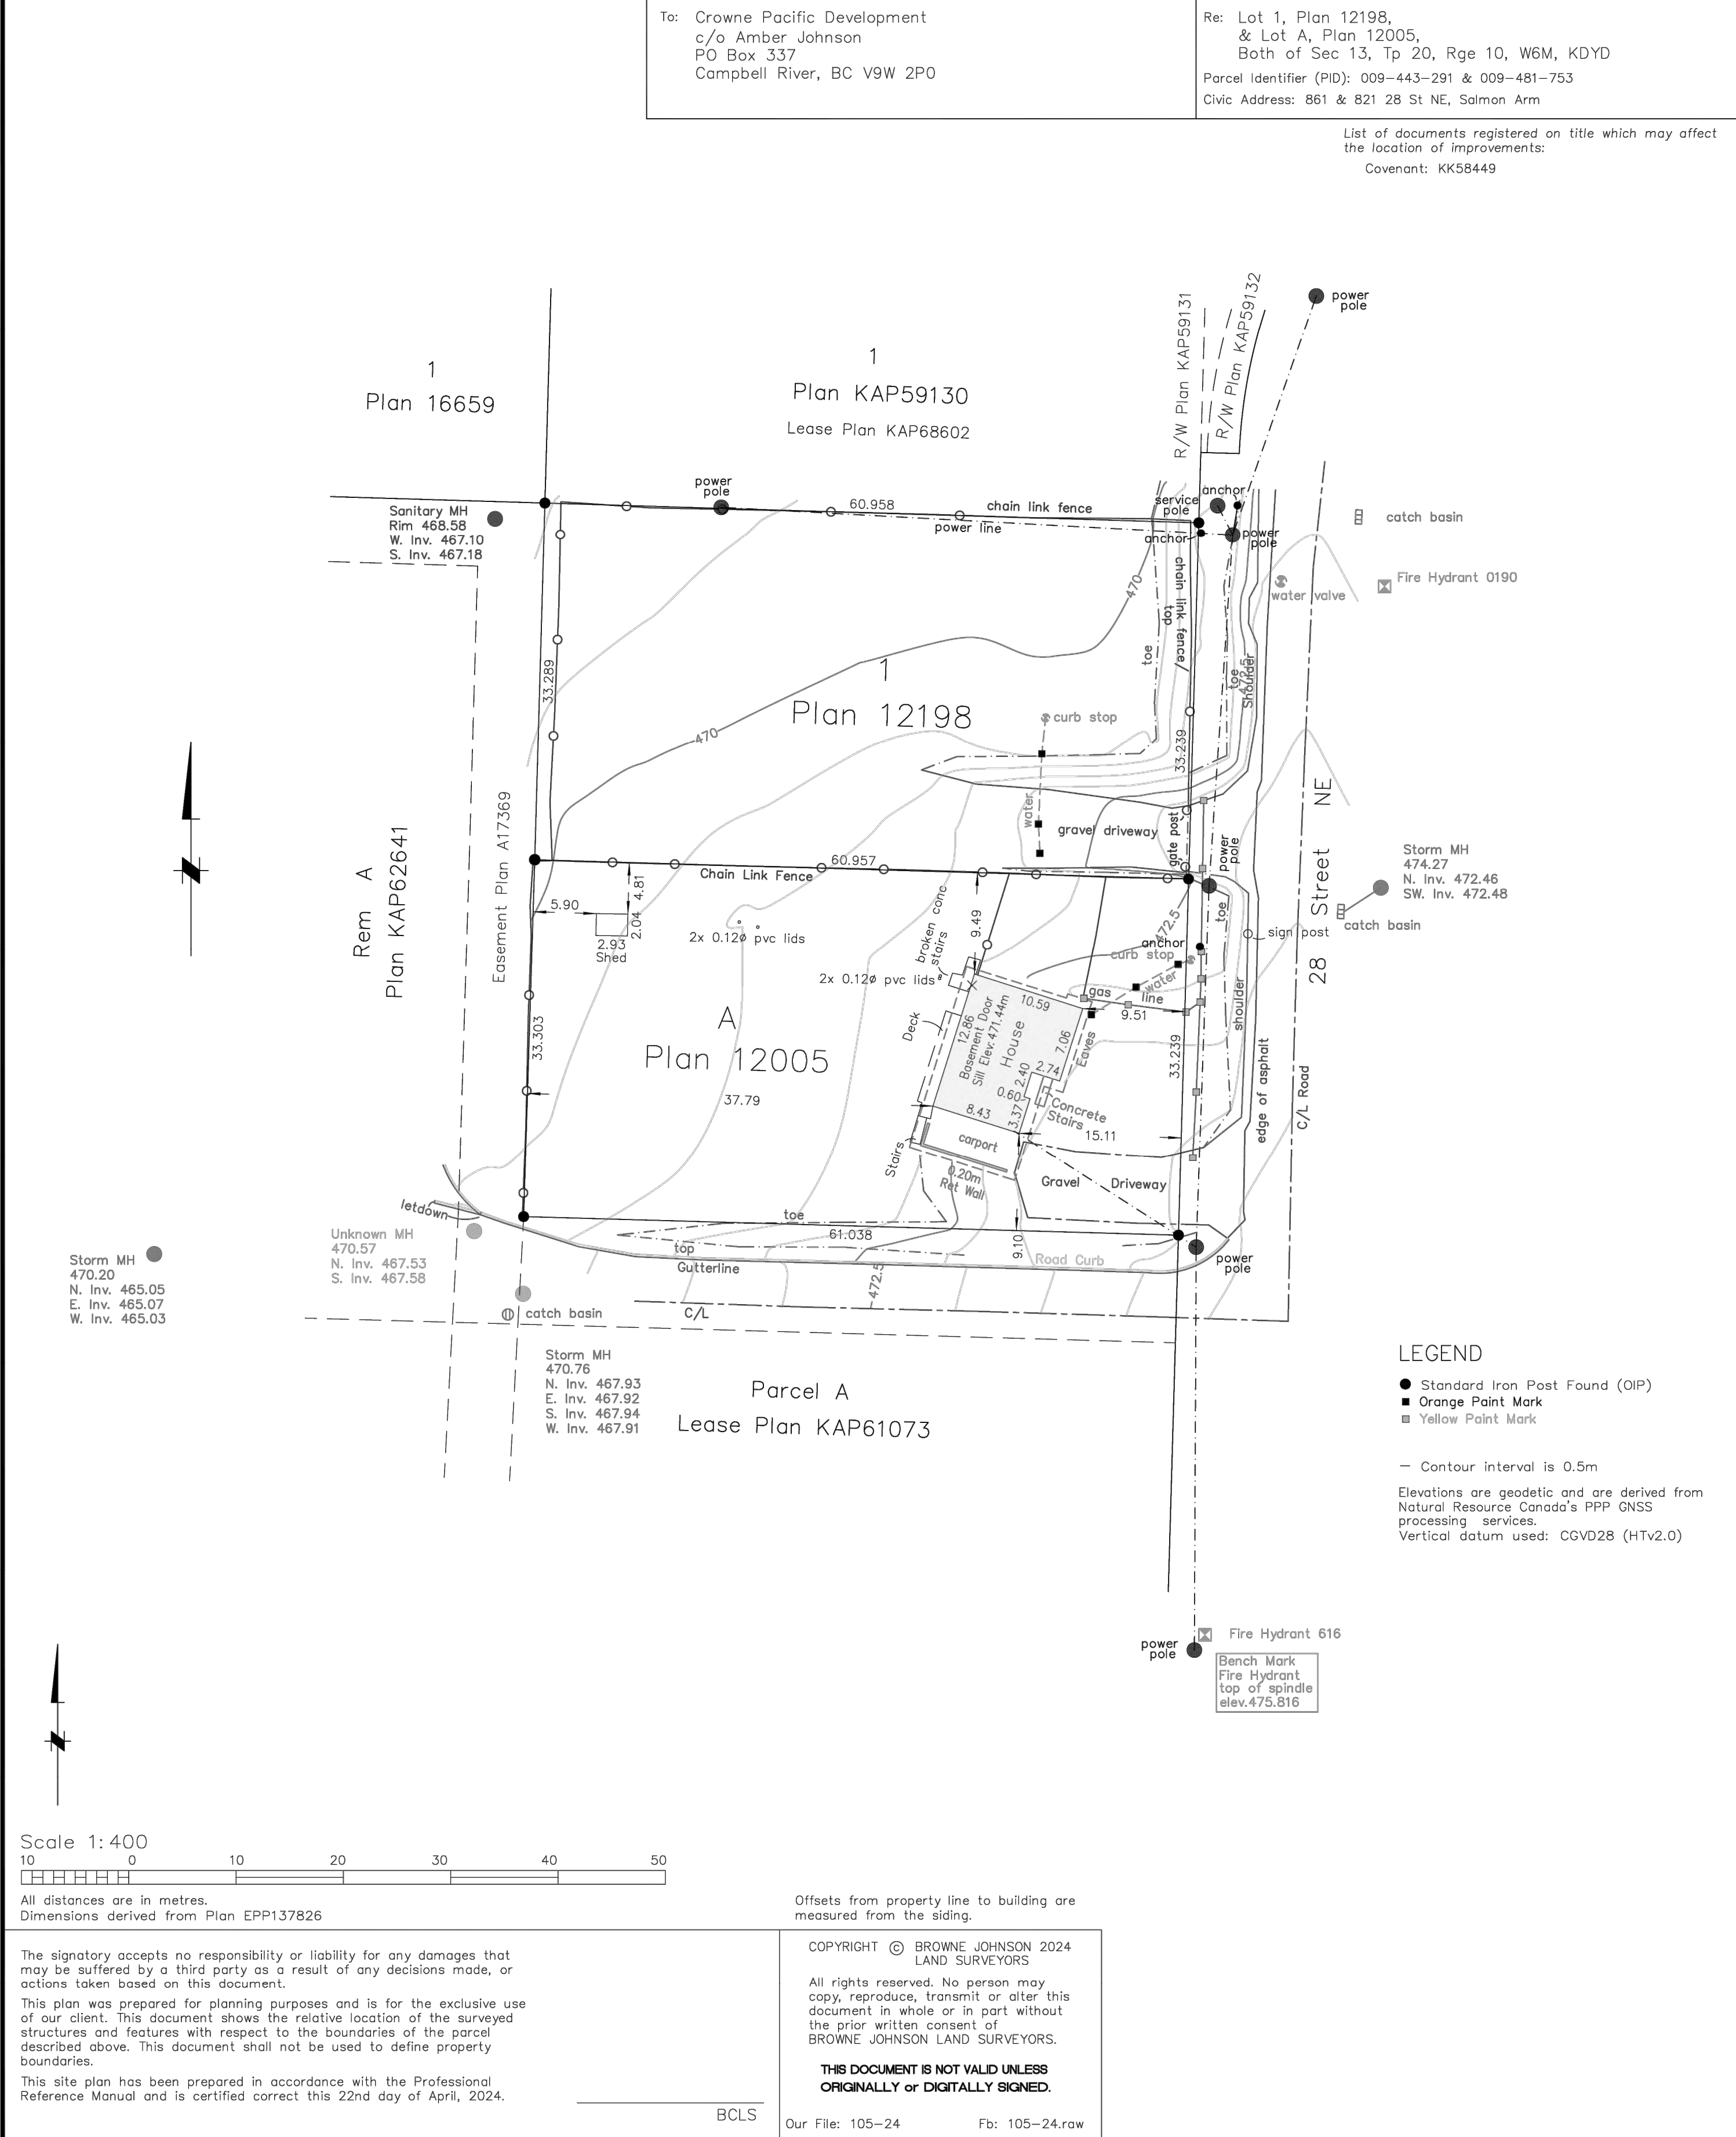 To: Crowne Pacific Development
c/o Amber Johnson
PO Box 337
Campbell River, BC V9W 2P0
Re: Lot 1, Plan 12198,
& Lot A, Plan 12005,
Both of Sec 13, Tp 20, Rge 10, W6M, KDYD
Parcel Identifier (PID): 009-443-291 & 009-481-753
Civic Address: 861 & 821 28 St NE, Salmon Arm
List of documents registered on title which may affect
the location of improvements:
Covenant: KK58449
R/W Plan KAP59131
R/W Plan KAP59132
power
pole
1
Plan 16659
1
Plan KAP59130
Lease Plan KAP68602
power
pole
60.958
chain link fence
power line
service
pole
anchor
anchor
power
pole
catch basin
Sanitary MH
Rim 468.58
W. Inv. 467.10
S. Inv. 467.18
Fire Hydrant 0190
water valve
470
chain link fence
top
toe
toe
472.5
Shoulder
33.289
1
Plan 12198
470
curb stop
33.239
water
gravel driveway
gate post
power
pole
28 Street NE
Easement Plan A17369
Rem A
Plan KAP62641
60.957
Chain Link Fence
Storm MH
474.27
N. Inv. 472.46
SW. Inv. 472.48
catch basin
sign post
5.90
4.81
2.04
2.93
Shed
2x 0.12ø pvc lids
broken conc.
stairs
9.49
472.5
toe
anchor
curb stop
2x 0.12ø pvc lids
water
gas
line
9.51
10.59
12.86
Basement Door
Sill Elev: 471.44m
House
7.06
Eaves
2.74
2.40
0.60
3.37
8.43
Concrete
Stairs
Deck
A
Plan 12005
37.79
33.303
33.239
shoulder
edge of asphalt
C/L Road
15.11
carport
Stairs
0.20m
Ret Wall
Gravel Driveway
letdown
toe
61.038
top
Gutterline
9.10
Road Curb
472.5
power
pole
Unknown MH
470.57
N. Inv. 467.53
S. Inv. 467.58
Storm MH
470.20
N. Inv. 465.05
E. Inv. 465.07
W. Inv. 465.03
catch basin
C/L
Storm MH
470.76
N. Inv. 467.93
E. Inv. 467.92
S. Inv. 467.94
W. Inv. 467.91
Parcel A
Lease Plan KAP61073
LEGEND
Standard Iron Post Found (OIP)
Orange Paint Mark
Yellow Paint Mark
Contour interval is 0.5m
Elevations are geodetic and are derived from
Natural Resource Canada's PPP GNSS
processing services.
Vertical datum used: CGVD28 (HTv2.0)
Fire Hydrant 616
power
pole
Bench Mark
Fire Hydrant
top of spindle
elev.475.816
Scale 1:400
10 0 10 20 30 40 50
All distances are in metres.
Dimensions derived from Plan EPP137826
Offsets from property line to building are
measured from the siding.
The signatory accepts no responsibility or liability for any damages that
may be suffered by a third party as a result of any decisions made, or
actions taken based on this document.
This plan was prepared for planning purposes and is for the exclusive use
of our client. This document shows the relative location of the surveyed
structures and features with respect to the boundaries of the parcel
described above. This document shall not be used to define property
boundaries.
This site plan has been prepared in accordance with the Professional
Reference Manual and is certified correct this 22nd day of April, 2024.
BCLS
COPYRIGHT © BROWNE JOHNSON 2024
LAND SURVEYORS
All rights reserved. No person may
copy, reproduce, transmit or alter this
document in whole or in part without
the prior written consent of
BROWNE JOHNSON LAND SURVEYORS.
THIS DOCUMENT IS NOT VALID UNLESS
ORIGINALLY or DIGITALLY SIGNED.
Our File: 105-24
Fb: 105-24.raw